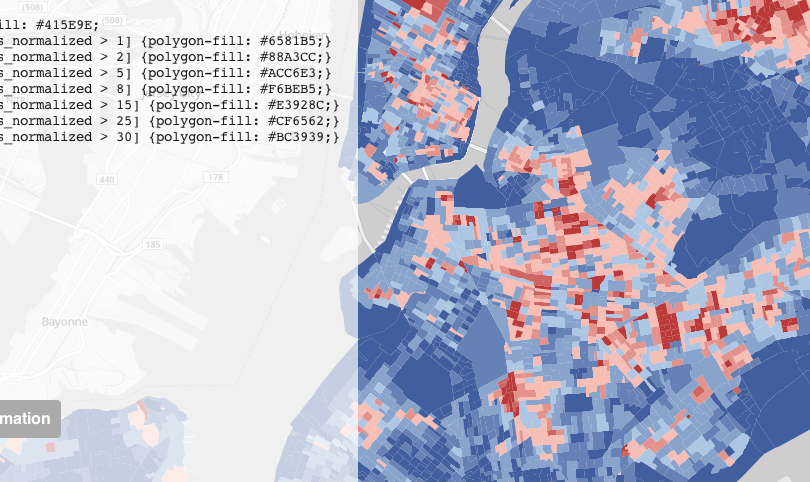 (508)
ill: #415E9E;
(508)
Hoboken
s_normalized > 1] {polygon-fill: #6581B5;}
s_normalized > 2] {polygon-fill: #88A3CC;}
s_normalized > 5] {polygon-fill: #ACC6E3;}
s_normalized > 8] {polygon-fill: #F6BEB5;}
s_normalized > 15] {polygon-fill: #E3928C;}
s_normalized > 25] {polygon-fill: #CF6562;}
s_normalized > 30] {polygon-fill: #BC3939;}
440
178
185
Bayonne
mation